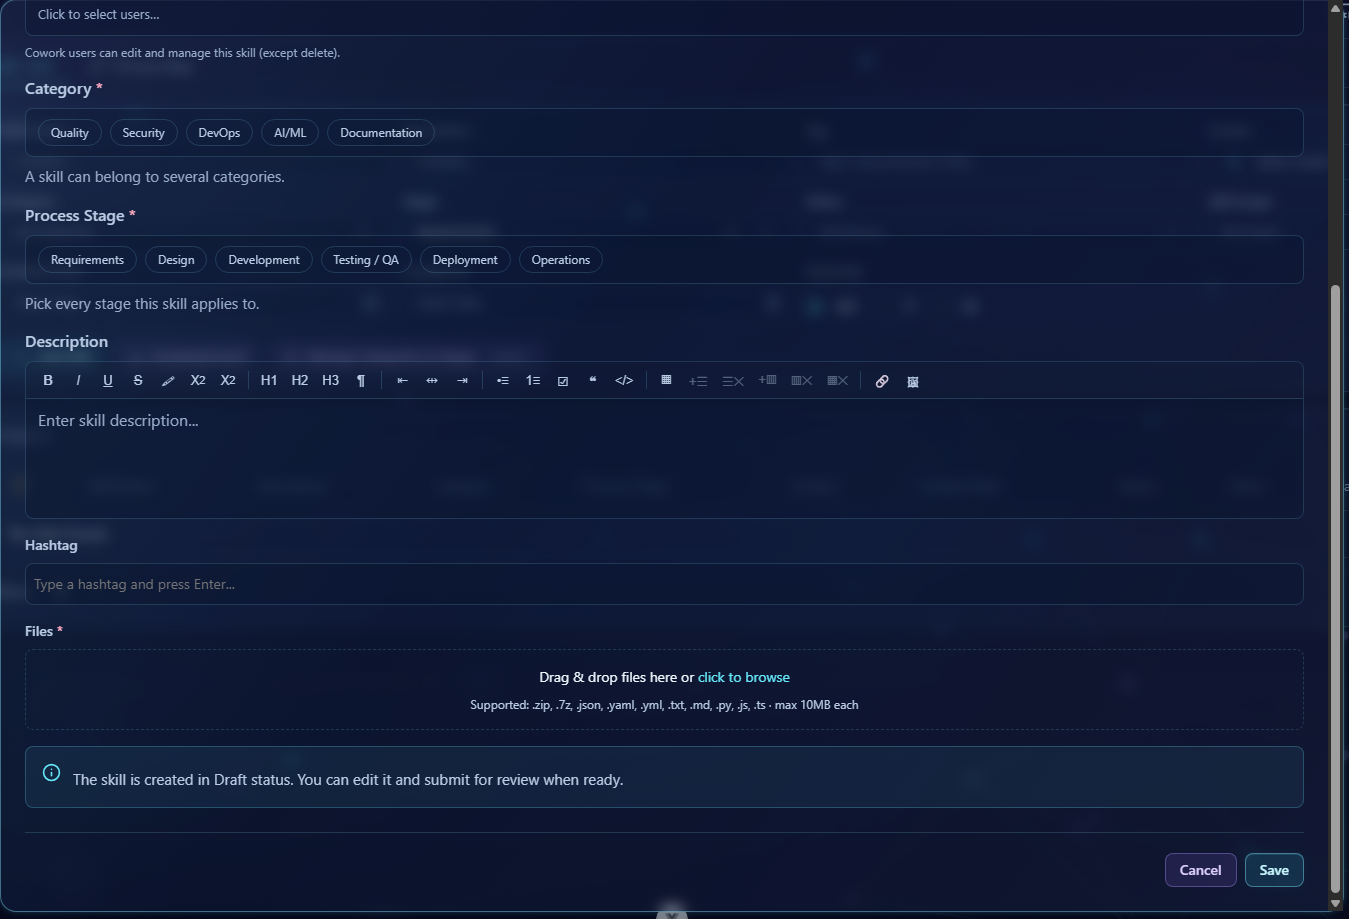 Click to select users...
Cowork users can edit and manage this skill (except delete).
Category *
Quality Security DevOps AI/ML Documentation
A skill can belong to several categories.
Process Stage *
Requirements Design Development Testing / QA Deployment Operations
Pick every stage this skill applies to.
Description
B I U S X2 X2 H1 H2 H3 ¶ </>
Enter skill description...
Hashtag
Type a hashtag and press Enter...
Files *
Drag & drop files here or click to browse
Supported: .zip, .7z, .json, .yaml, .yml, .txt, .md, .py, .js, .ts · max 10MB each
The skill is created in Draft status. You can edit it and submit for review when ready.
Cancel Save